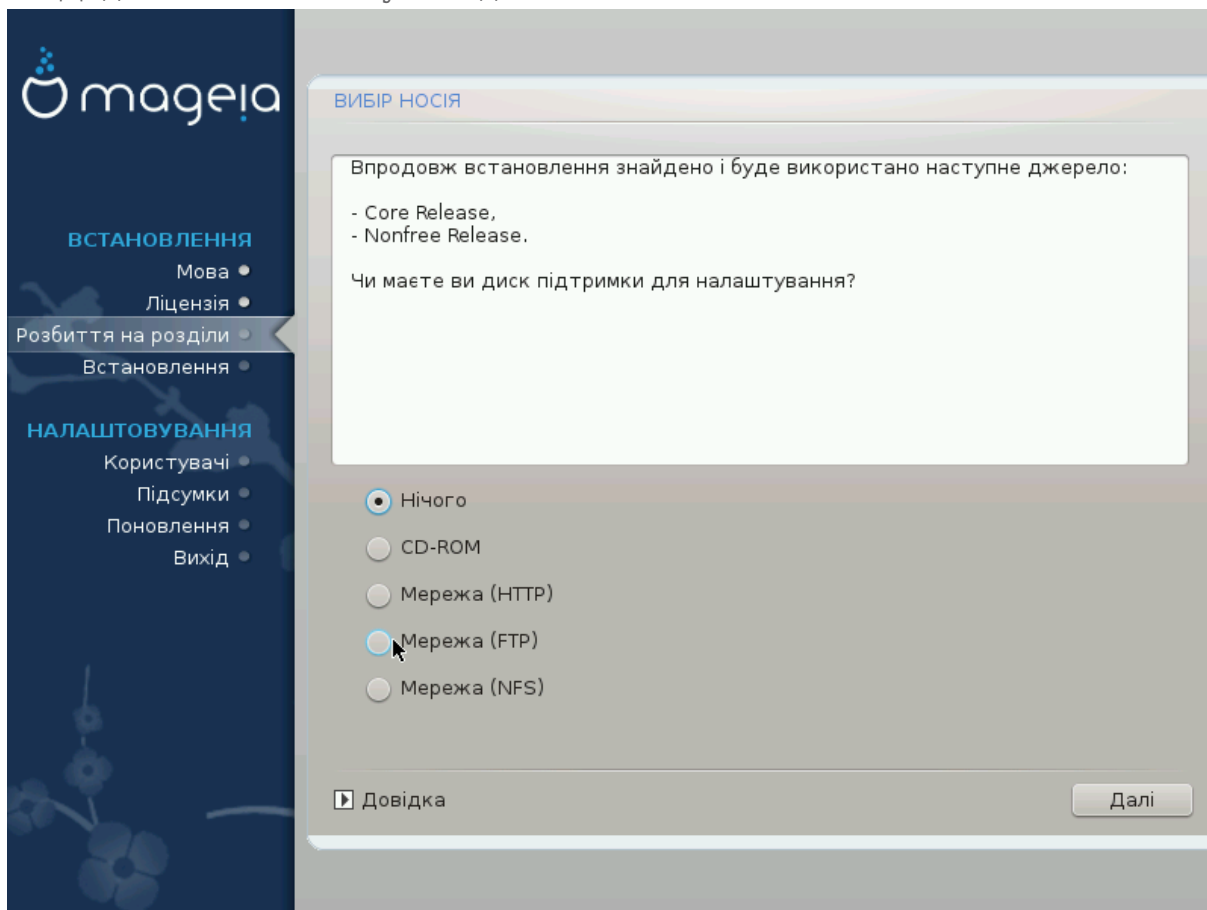 mageia
ВСТАНОВЛЕННЯ
Мова
Ліцензія
Розбиття на розділи
Встановлення
НАЛАШТОВУВАННЯ
Користувачі
Підсумки
Поновлення
Вихід
ВИБІР НОСІЯ
Впродовж встановлення знайдено і буде використано наступне джерело:
- Core Release,
- Nonfree Release.
Чи маєте ви диск підтримки для налаштування?
Нічого
CD-ROM
Мережа (HTTP)
Мережа (FTP)
Мережа (NFS)
Довідка
Далі